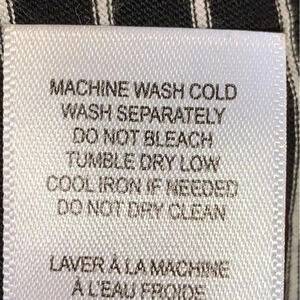 MACHINE WASH COLD
WASH SEPARATELY
DO NOT BLEACH
TUMBLE DRY LOW
COOL IRON IF NEEDED
DO NOT DRY CLEAN
LAVER À LA MACHINE
À L'EAU FROIDE